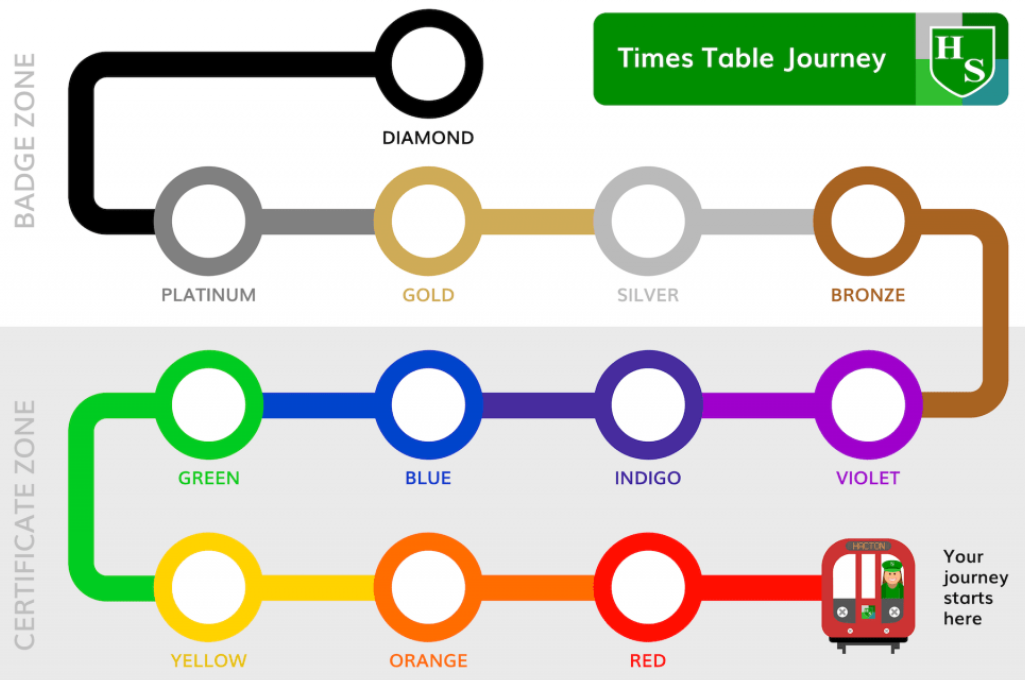 Times Table Journey
H
S
BADGE ZONE
DIAMOND
PLATINUM
GOLD
SILVER
BRONZE
CERTIFICATE ZONE
GREEN
BLUE
INDIGO
VIOLET
HACTON
Your
journey
starts
here
YELLOW
ORANGE
RED